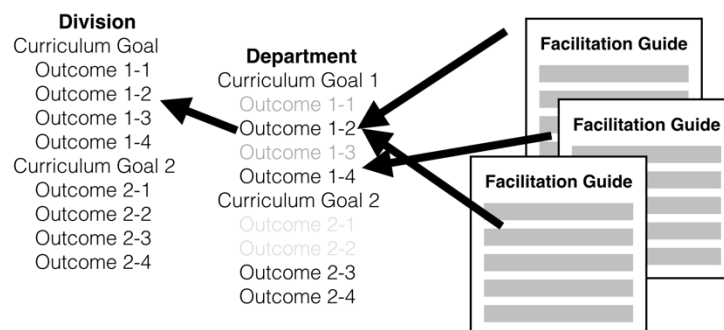 Division
Curriculum Goal
Outcome 1-1
Outcome 1-2
Outcome 1-3
Outcome 1-4
Curriculum Goal 2
Outcome 2-1
Outcome 2-2
Outcome 2-3
Outcome 2-4
Department
Curriculum Goal 1
Outcome 1-1
Outcome 1-2
Outcome 1-3
Outcome 1-4
Curriculum Goal 2
Outcome 2-1
Outcome 2-2
Outcome 2-3
Outcome 2-4
Facilitation Guide
Facilitation Guide
Facilitation Guide